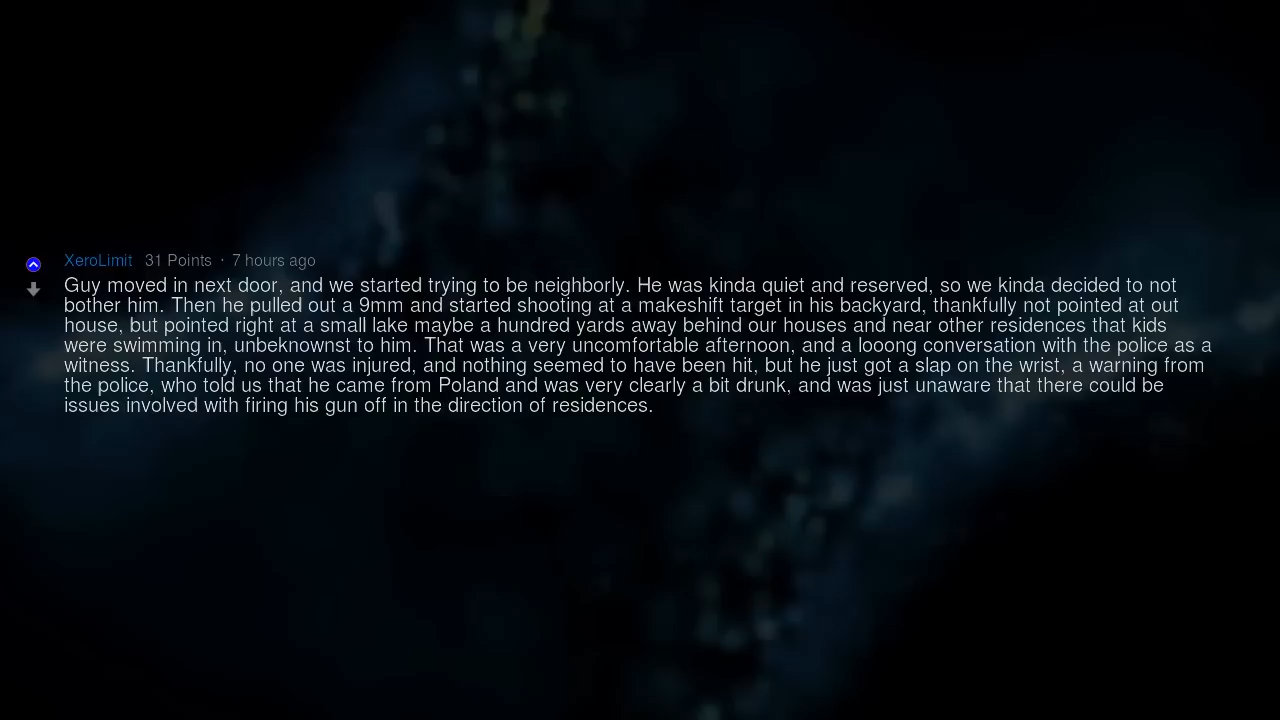 XeroLimit 31 Points · 7 hours ago
Guy moved in next door, and we started trying to be neighborly. He was kinda quiet and reserved, so we kinda decided to not
bother him. Then he pulled out a 9mm and started shooting at a makeshift target in his backyard, thankfully not pointed at out
house, but pointed right at a small lake maybe a hundred yards away behind our houses and near other residences that kids
were swimming in, unbeknownst to him. That was a very uncomfortable afternoon, and a looong conversation with the police as a
witness. Thankfully, no one was injured, and nothing seemed to have been hit, but he just got a slap on the wrist, a warning from
the police, who told us that he came from Poland and was very clearly a bit drunk, and was just unaware that there could be
issues involved with firing his gun off in the direction of residences.